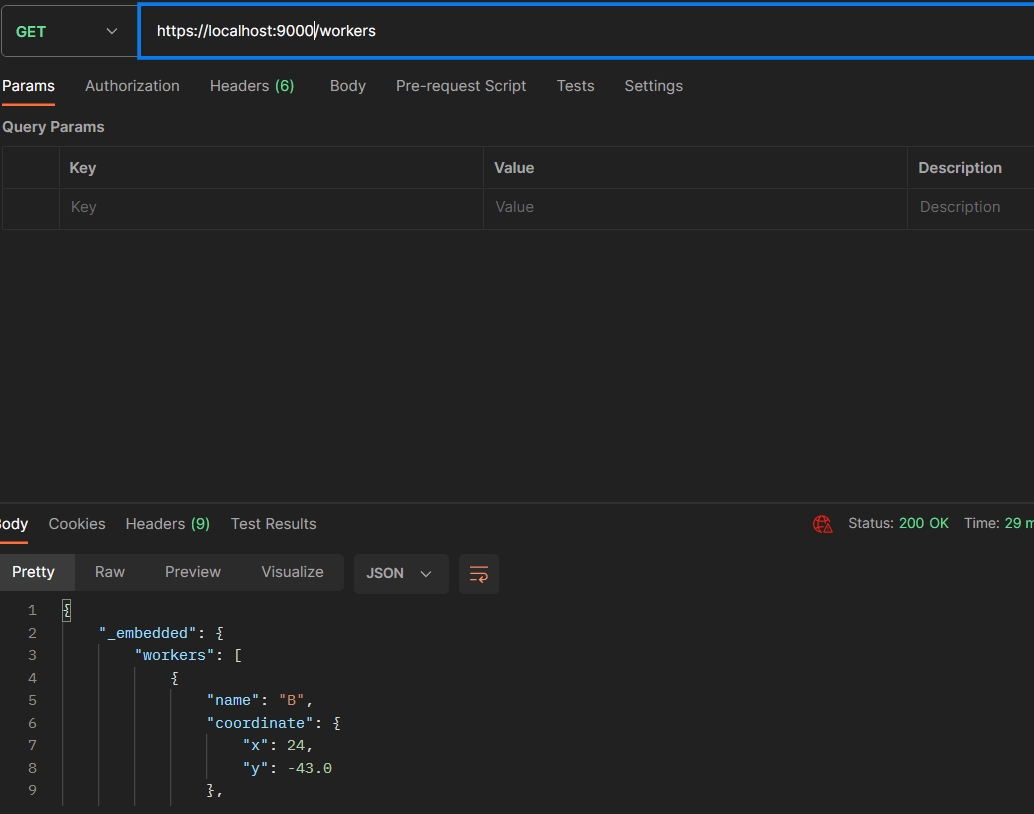 GET https://localhost:9000/workers
Params Authorization Headers (6) Body Pre-request Script Tests Settings
Query Params
Key Value Description
Key Value Description
Body Cookies Headers (9) Test Results Status: 200 OK Time: 29 m
Pretty Raw Preview Visualize JSON
1 {
2 "_embedded": {
3 "workers": [
4 {
5 "name": "B",
6 "coordinate": {
7 "x": 24,
8 "y": -43.0
9 },